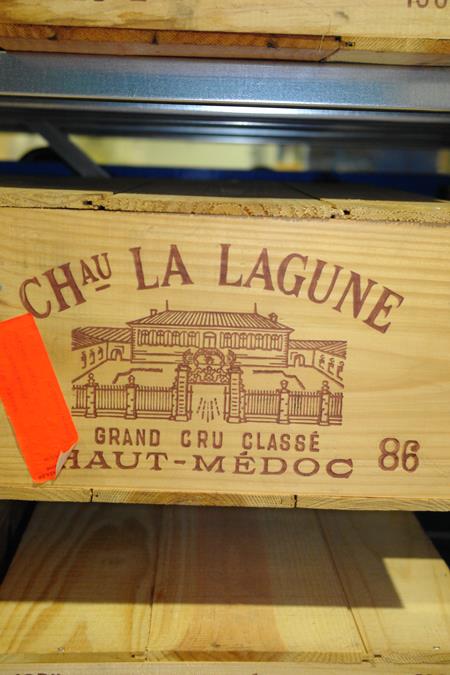 CHAU LA LAGUNE
GRAND CRU CLASSÉ
HAUT-MÉDOC
86